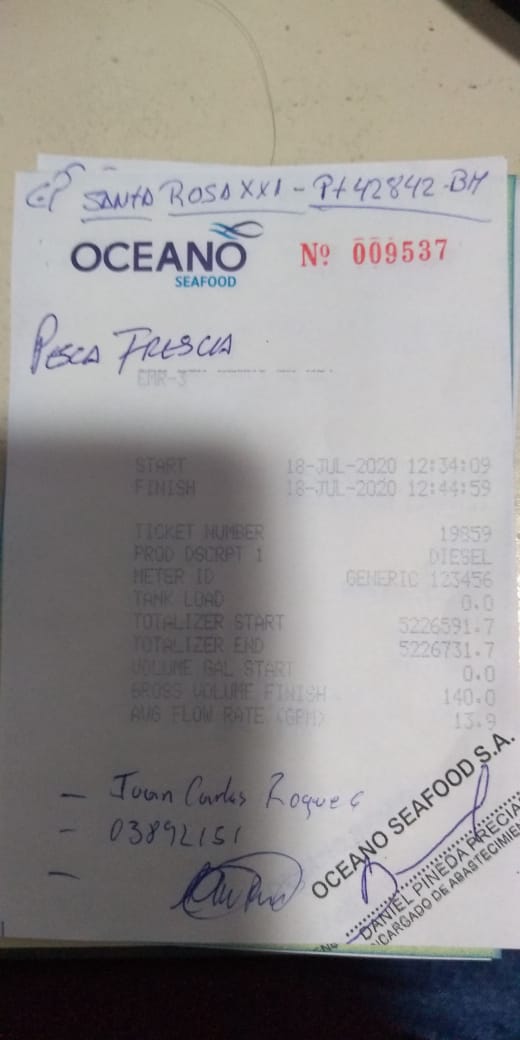 E/P SANTA ROSA XXI - PT 42842-BM
OCEANO
SEAFOOD
Nº 009537
PESCA FRESCA
EMR-3
START 18-JUL-2020 12:34:09
FINISH 18-JUL-2020 12:44:59
TICKET NUMBER 19859
PROD DSCRPT 1 DIESEL
METER ID GENERIC 123456
TANK LOAD 0.0
TOTALIZER START 5226591.7
TOTALIZER END 5226731.7
VOLUME GAL START 0.0
GROSS VOLUME FINISH 140.0
AVG FLOW RATE (GPM) 13.9
- Juan Carlos
- 03892151
-
OCEANO SEAFOOD S.A.
DANIEL PINEDA PRECIA
NCARGADO DE ABASTECIMIE